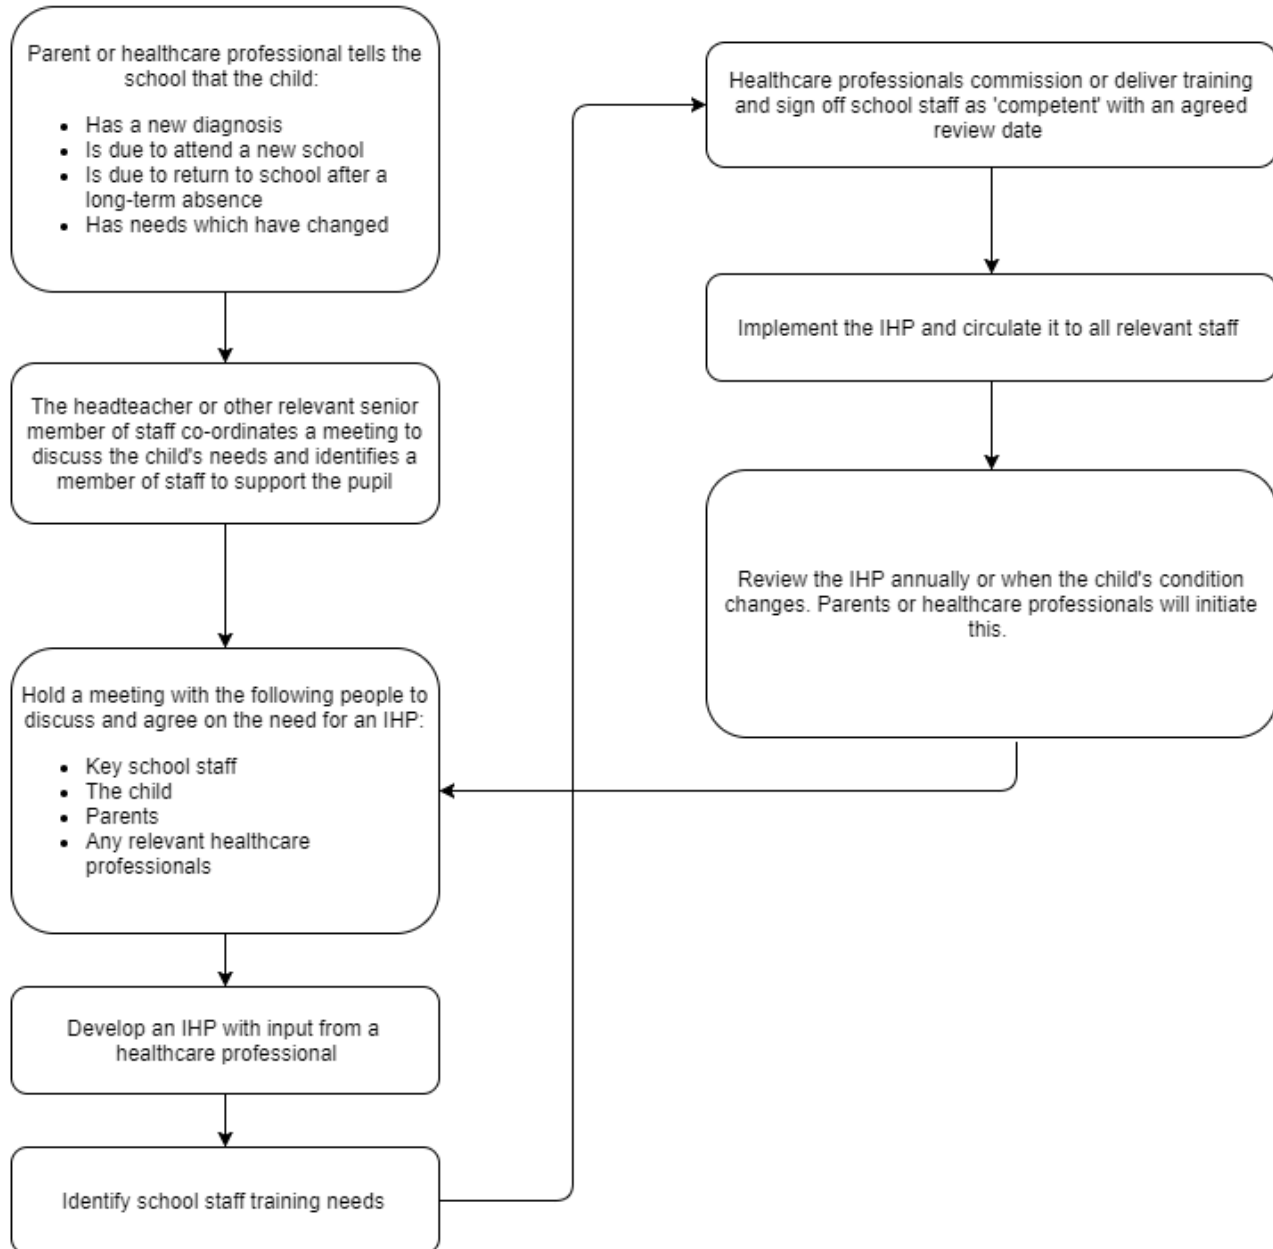 Parent or healthcare professional tells the
school that the child:
• Has a new diagnosis
• Is due to attend a new school
• Is due to return to school after a
long-term absence
• Has needs which have changed
The headteacher or other relevant senior
member of staff co-ordinates a meeting to
discuss the child's needs and identifies a
member of staff to support the pupil
Hold a meeting with the following people to
discuss and agree on the need for an IHP:
• Key school staff
• The child
• Parents
• Any relevant healthcare
professionals
Develop an IHP with input from a
healthcare professional
Identify school staff training needs
Healthcare professionals commission or deliver training
and sign off school staff as 'competent' with an agreed
review date
Implement the IHP and circulate it to all relevant staff
Review the IHP annually or when the child's condition
changes. Parents or healthcare professionals will initiate
this.